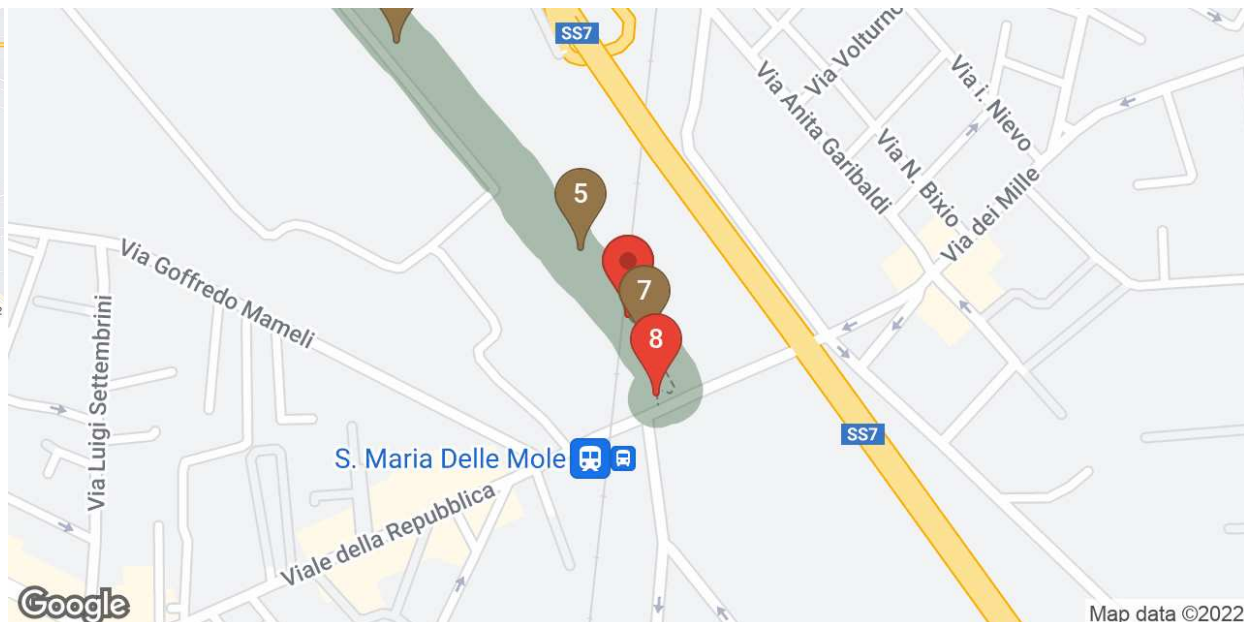 SS7
Via Volturno
Via i. Nievo
Via Anita Garibaldi
Via N. Bixio
Via dei Mille
5
7
8
Via Goffredo Mameli
Via Luigi Settembrini
SS7
S. Maria Delle Mole
Viale della Repubblica
Google
Map data ©2022